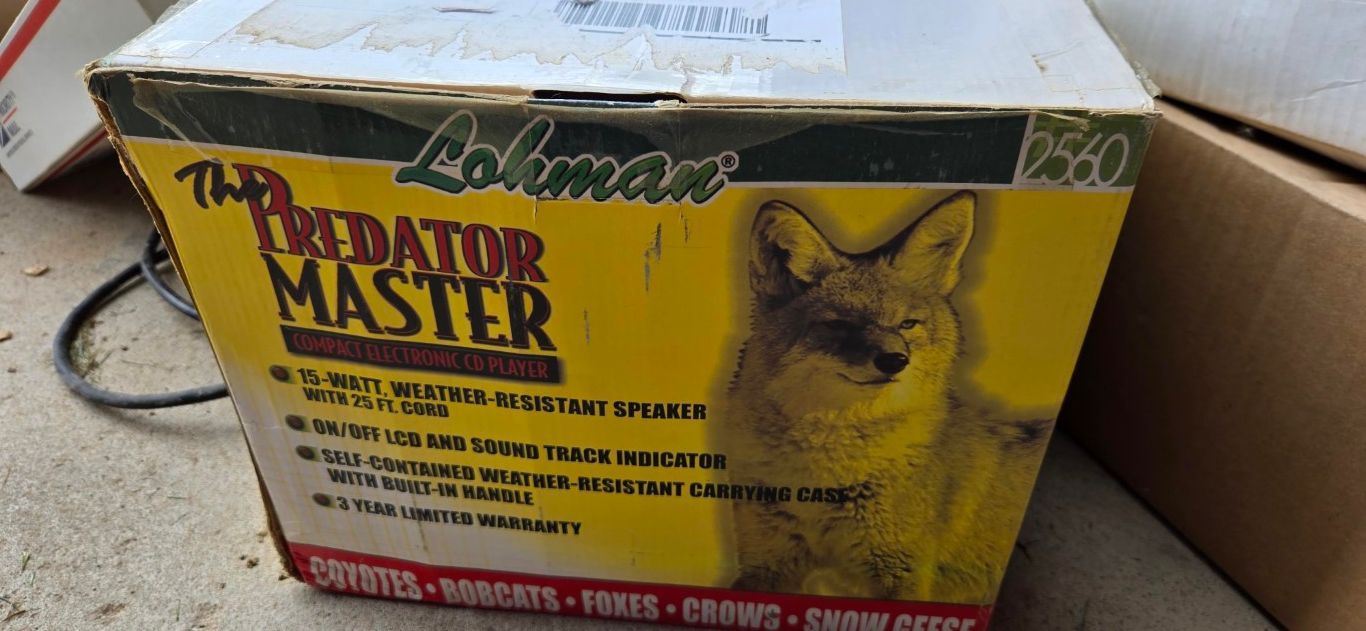 Lohman®
2560
The
PREDATOR
MASTER
COMPACT ELECTRONIC CD PLAYER
15-WATT, WEATHER-RESISTANT SPEAKER
WITH 25 FT. CORD
ON/OFF LCD AND SOUND TRACK INDICATOR
SELF-CONTAINED WEATHER-RESISTANT CARRYING CASE
WITH BUILT-IN HANDLE
3 YEAR LIMITED WARRANTY
COYOTES • BOBCATS • FOXES • CROWS • SNOW GEESE